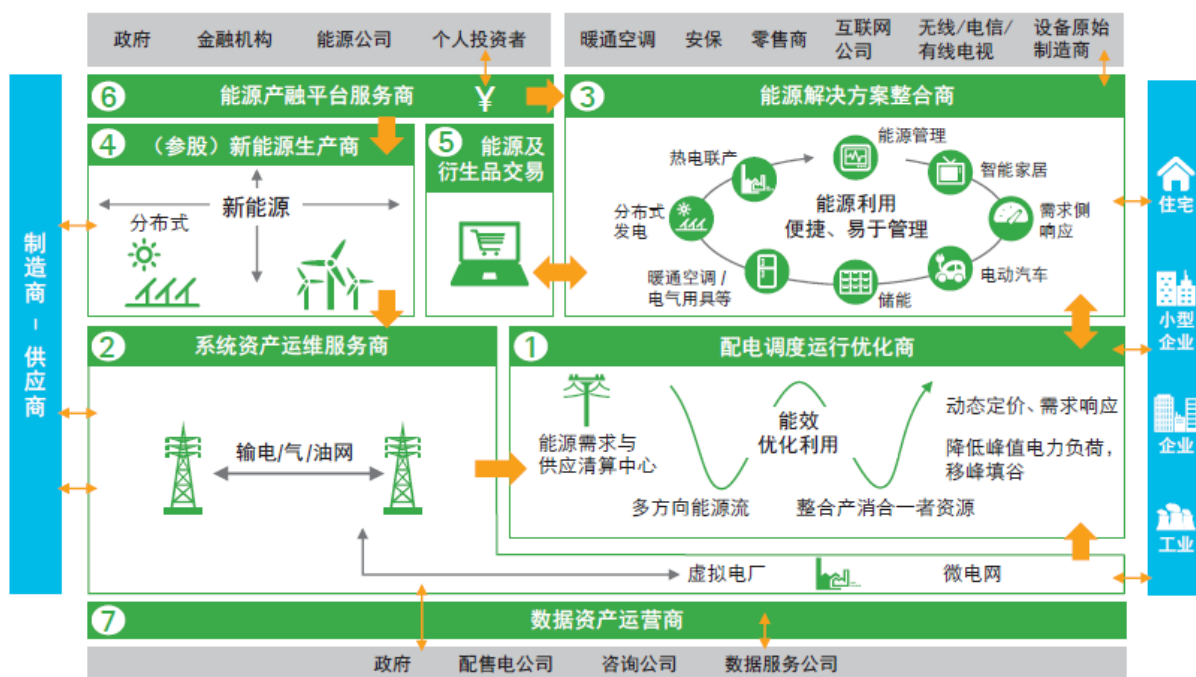 政府 金融机构 能源公司 个人投资者
暖通空调 安保 零售商 互联网 无线/电信/ 设备原始
公司 有线电视 制造商
6 能源产融平台服务商 ¥
3 能源解决方案整合商
4 (参股)新能源生产商
新能源
分布式
5 能源及
衍生品交易
能源管理
热电联产
智能家居
分布式
发电
能源利用
便捷、易于管理
需求侧
响应
暖通空调/
电气用具等
储能
电动汽车
2 系统资产运维服务商
输电/气/油网
1 配电调度运行优化商
能源需求与
供应清算中心
能效
优化利用
动态定价、需求响应
降低峰值电力负荷,
移峰填谷
多方向能源流
整合产消合一者资源
虚拟电厂
微电网
7 数据资产运营商
政府 配售电公司 咨询公司 数据服务公司
制造商-供应商
住宅
小型
企业
企业
工业